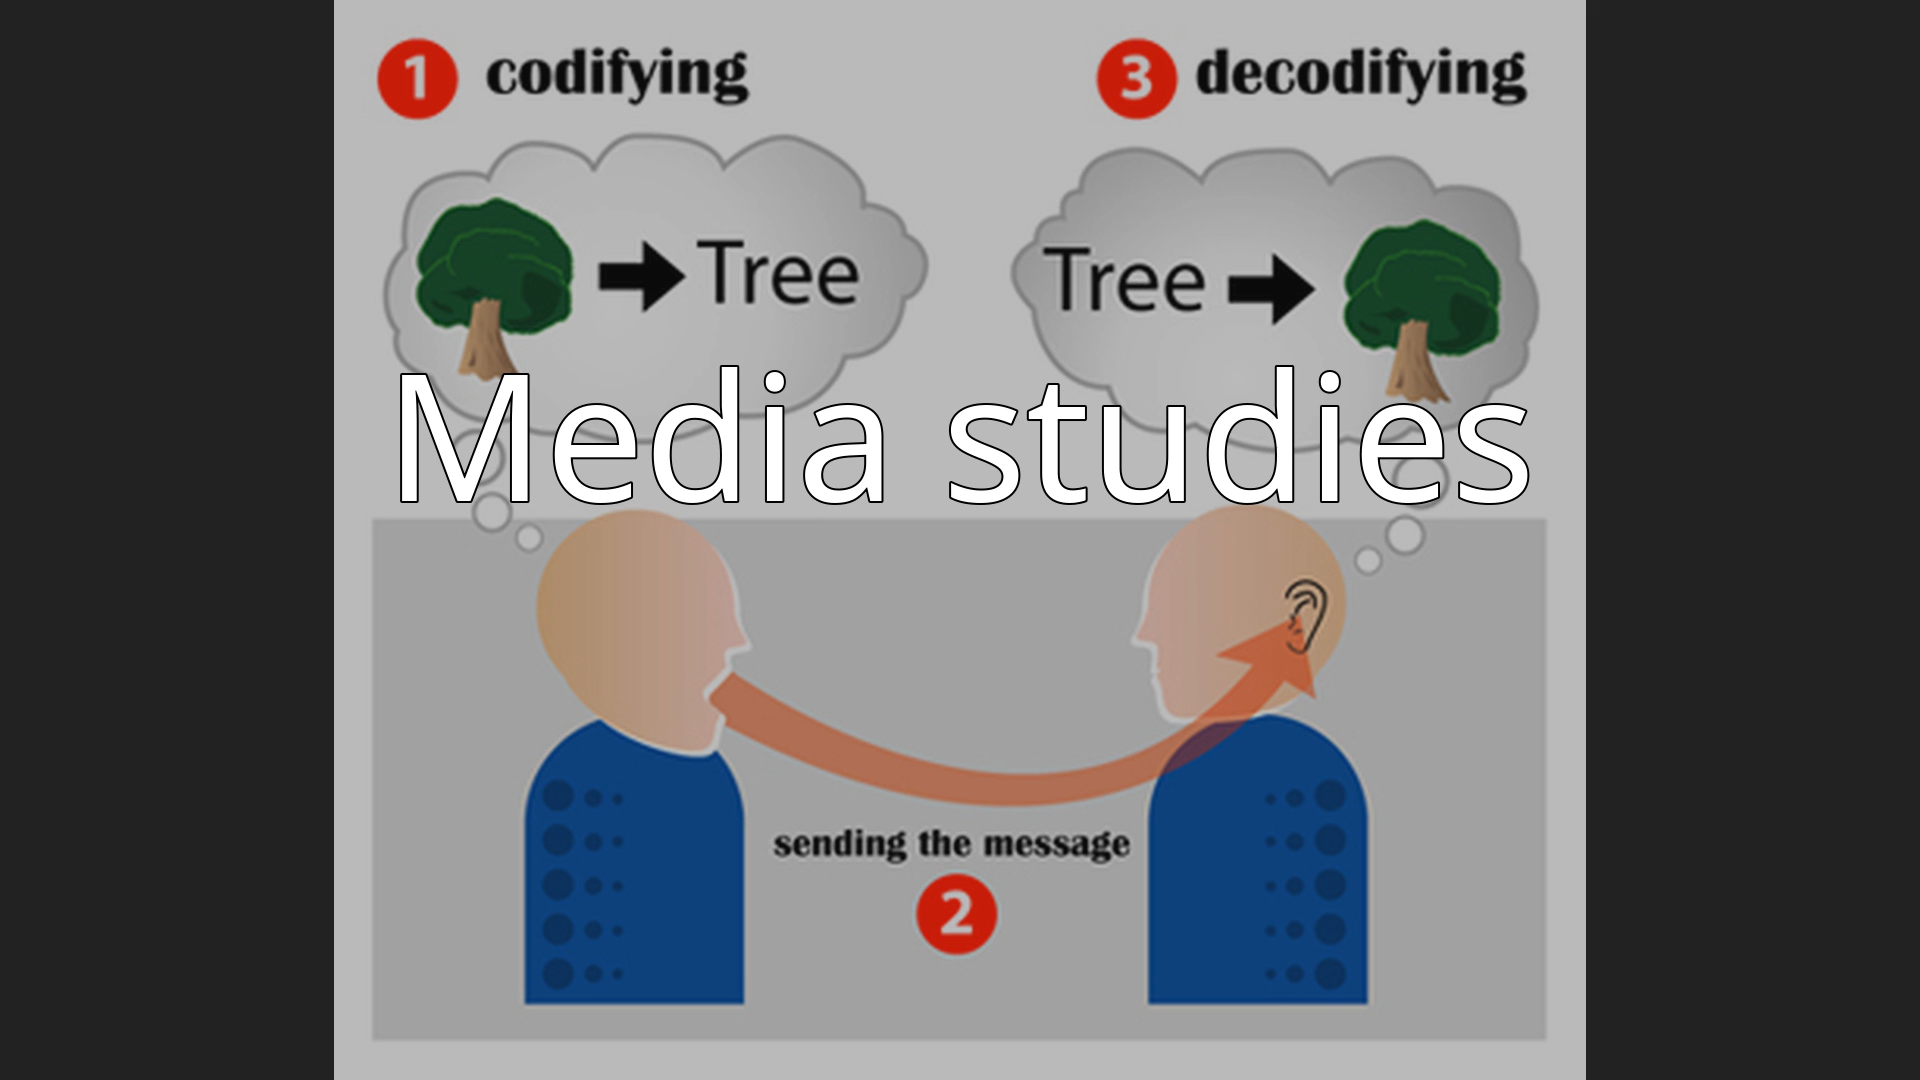 1 codifying
3 decodifying
Tree
Tree
Media studies
sending the message
2